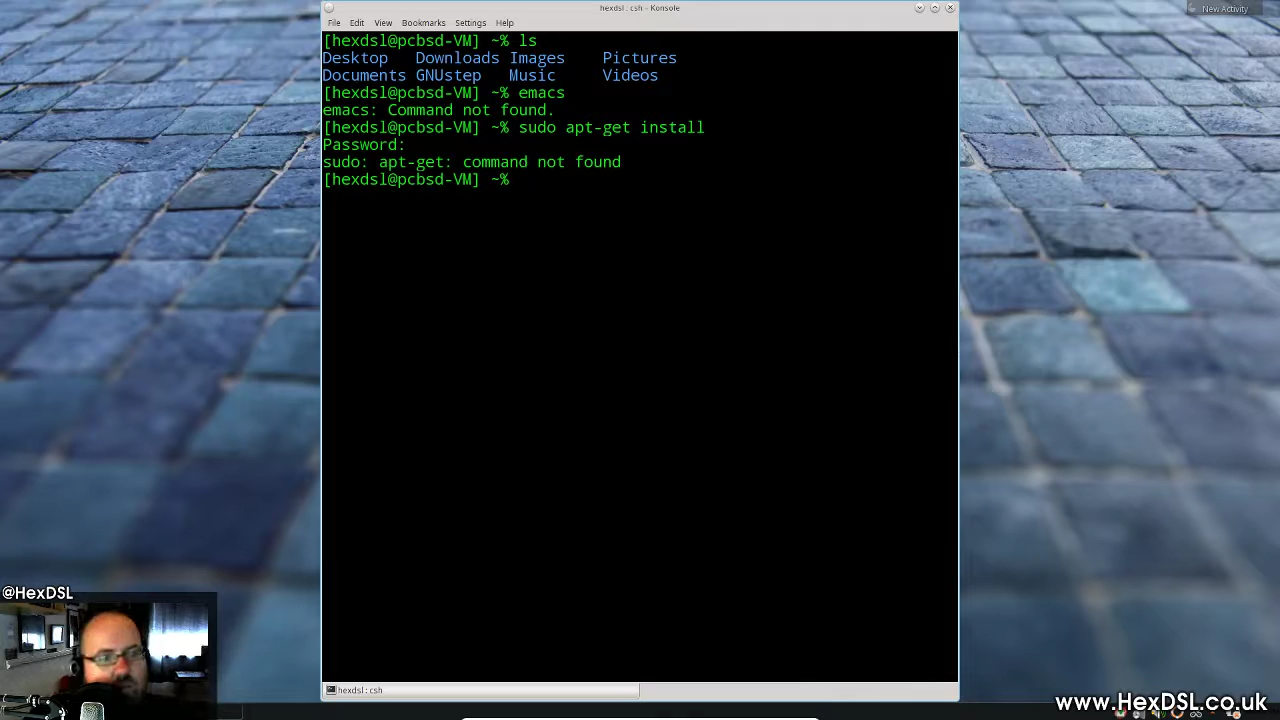 hexdsl : csh - Konsole
New Activity
File Edit View Bookmarks Settings Help
[hexdsl@pcbsd-VM] ~% ls
Desktop Downloads Images Pictures
Documents GNUstep Music Videos
[hexdsl@pcbsd-VM] ~% emacs
emacs: Command not found.
[hexdsl@pcbsd-VM] ~% sudo apt-get install
Password:
sudo: apt-get: command not found
[hexdsl@pcbsd-VM] ~%
@HexDSL
hexdsl : csh
www.HexDSL.co.uk